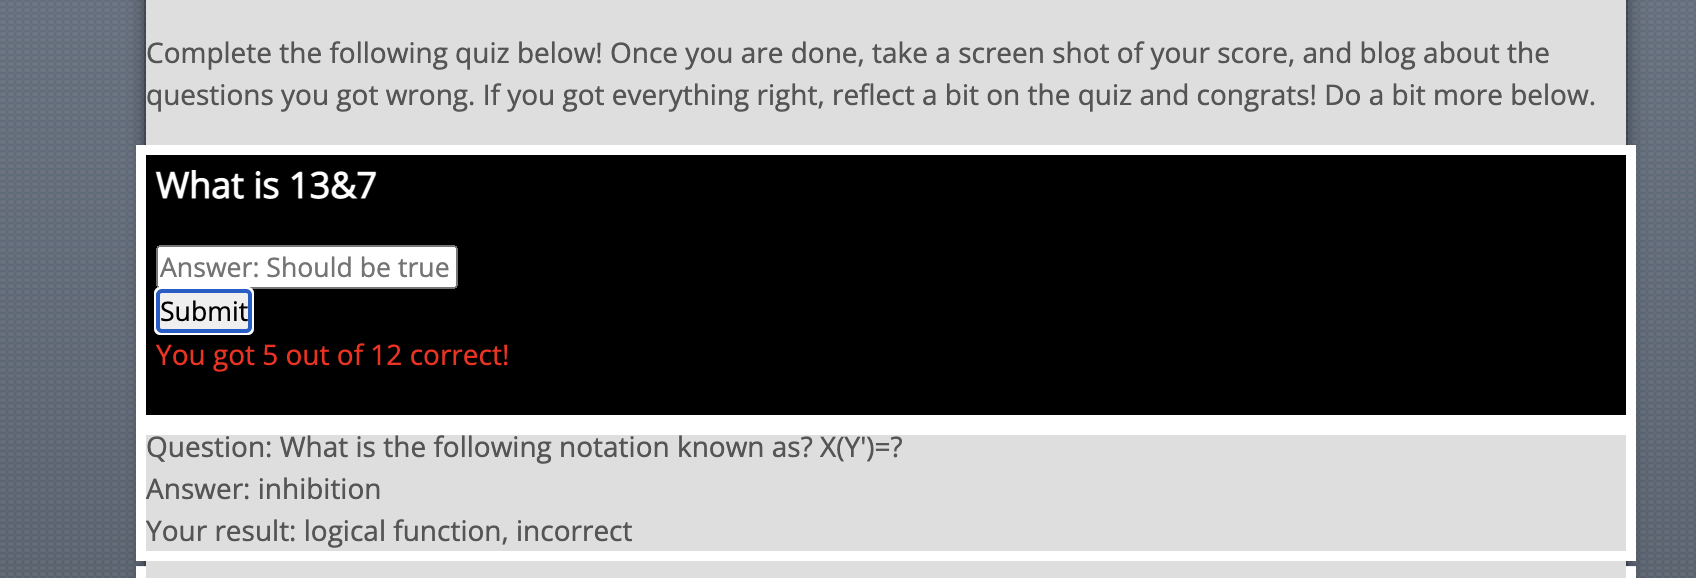 Complete the following quiz below! Once you are done, take a screen shot of your score, and blog about the
questions you got wrong. If you got everything right, reflect a bit on the quiz and congrats! Do a bit more below.
What is 13&7
Answer: Should be true
Submit
You got 5 out of 12 correct!
Question: What is the following notation known as? X(Y')=?
Answer: inhibition
Your result: logical function, incorrect